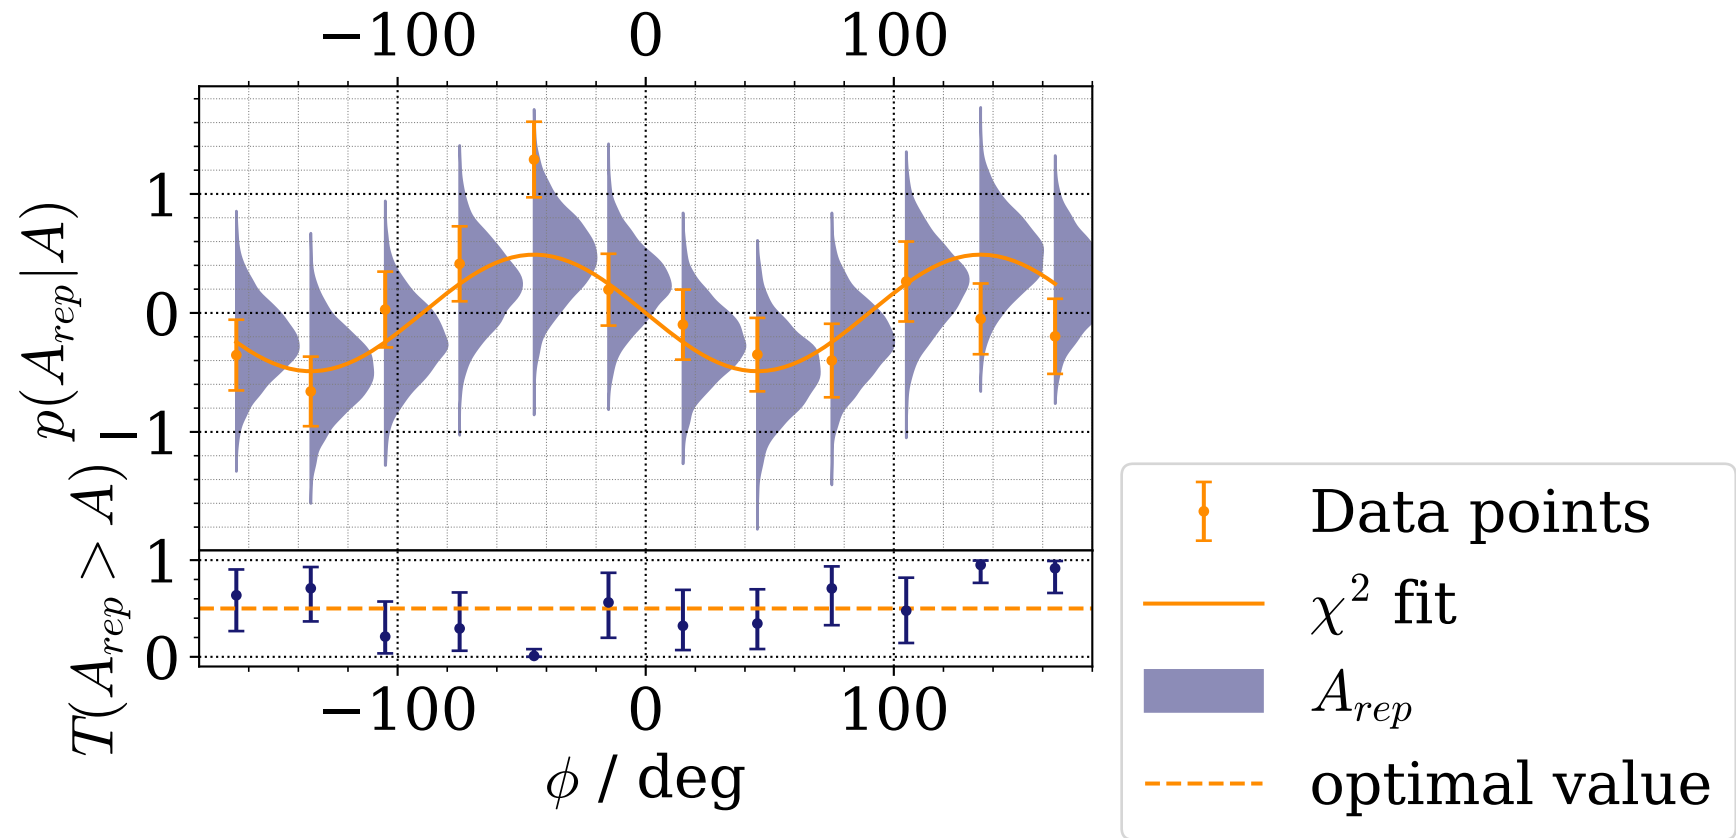 −100 0 100
p(A_rep|A)
1
0
−1
T(A_rep > A)
1
0
−100 0 100
ϕ / deg
Data points
χ² fit
A_rep
optimal value